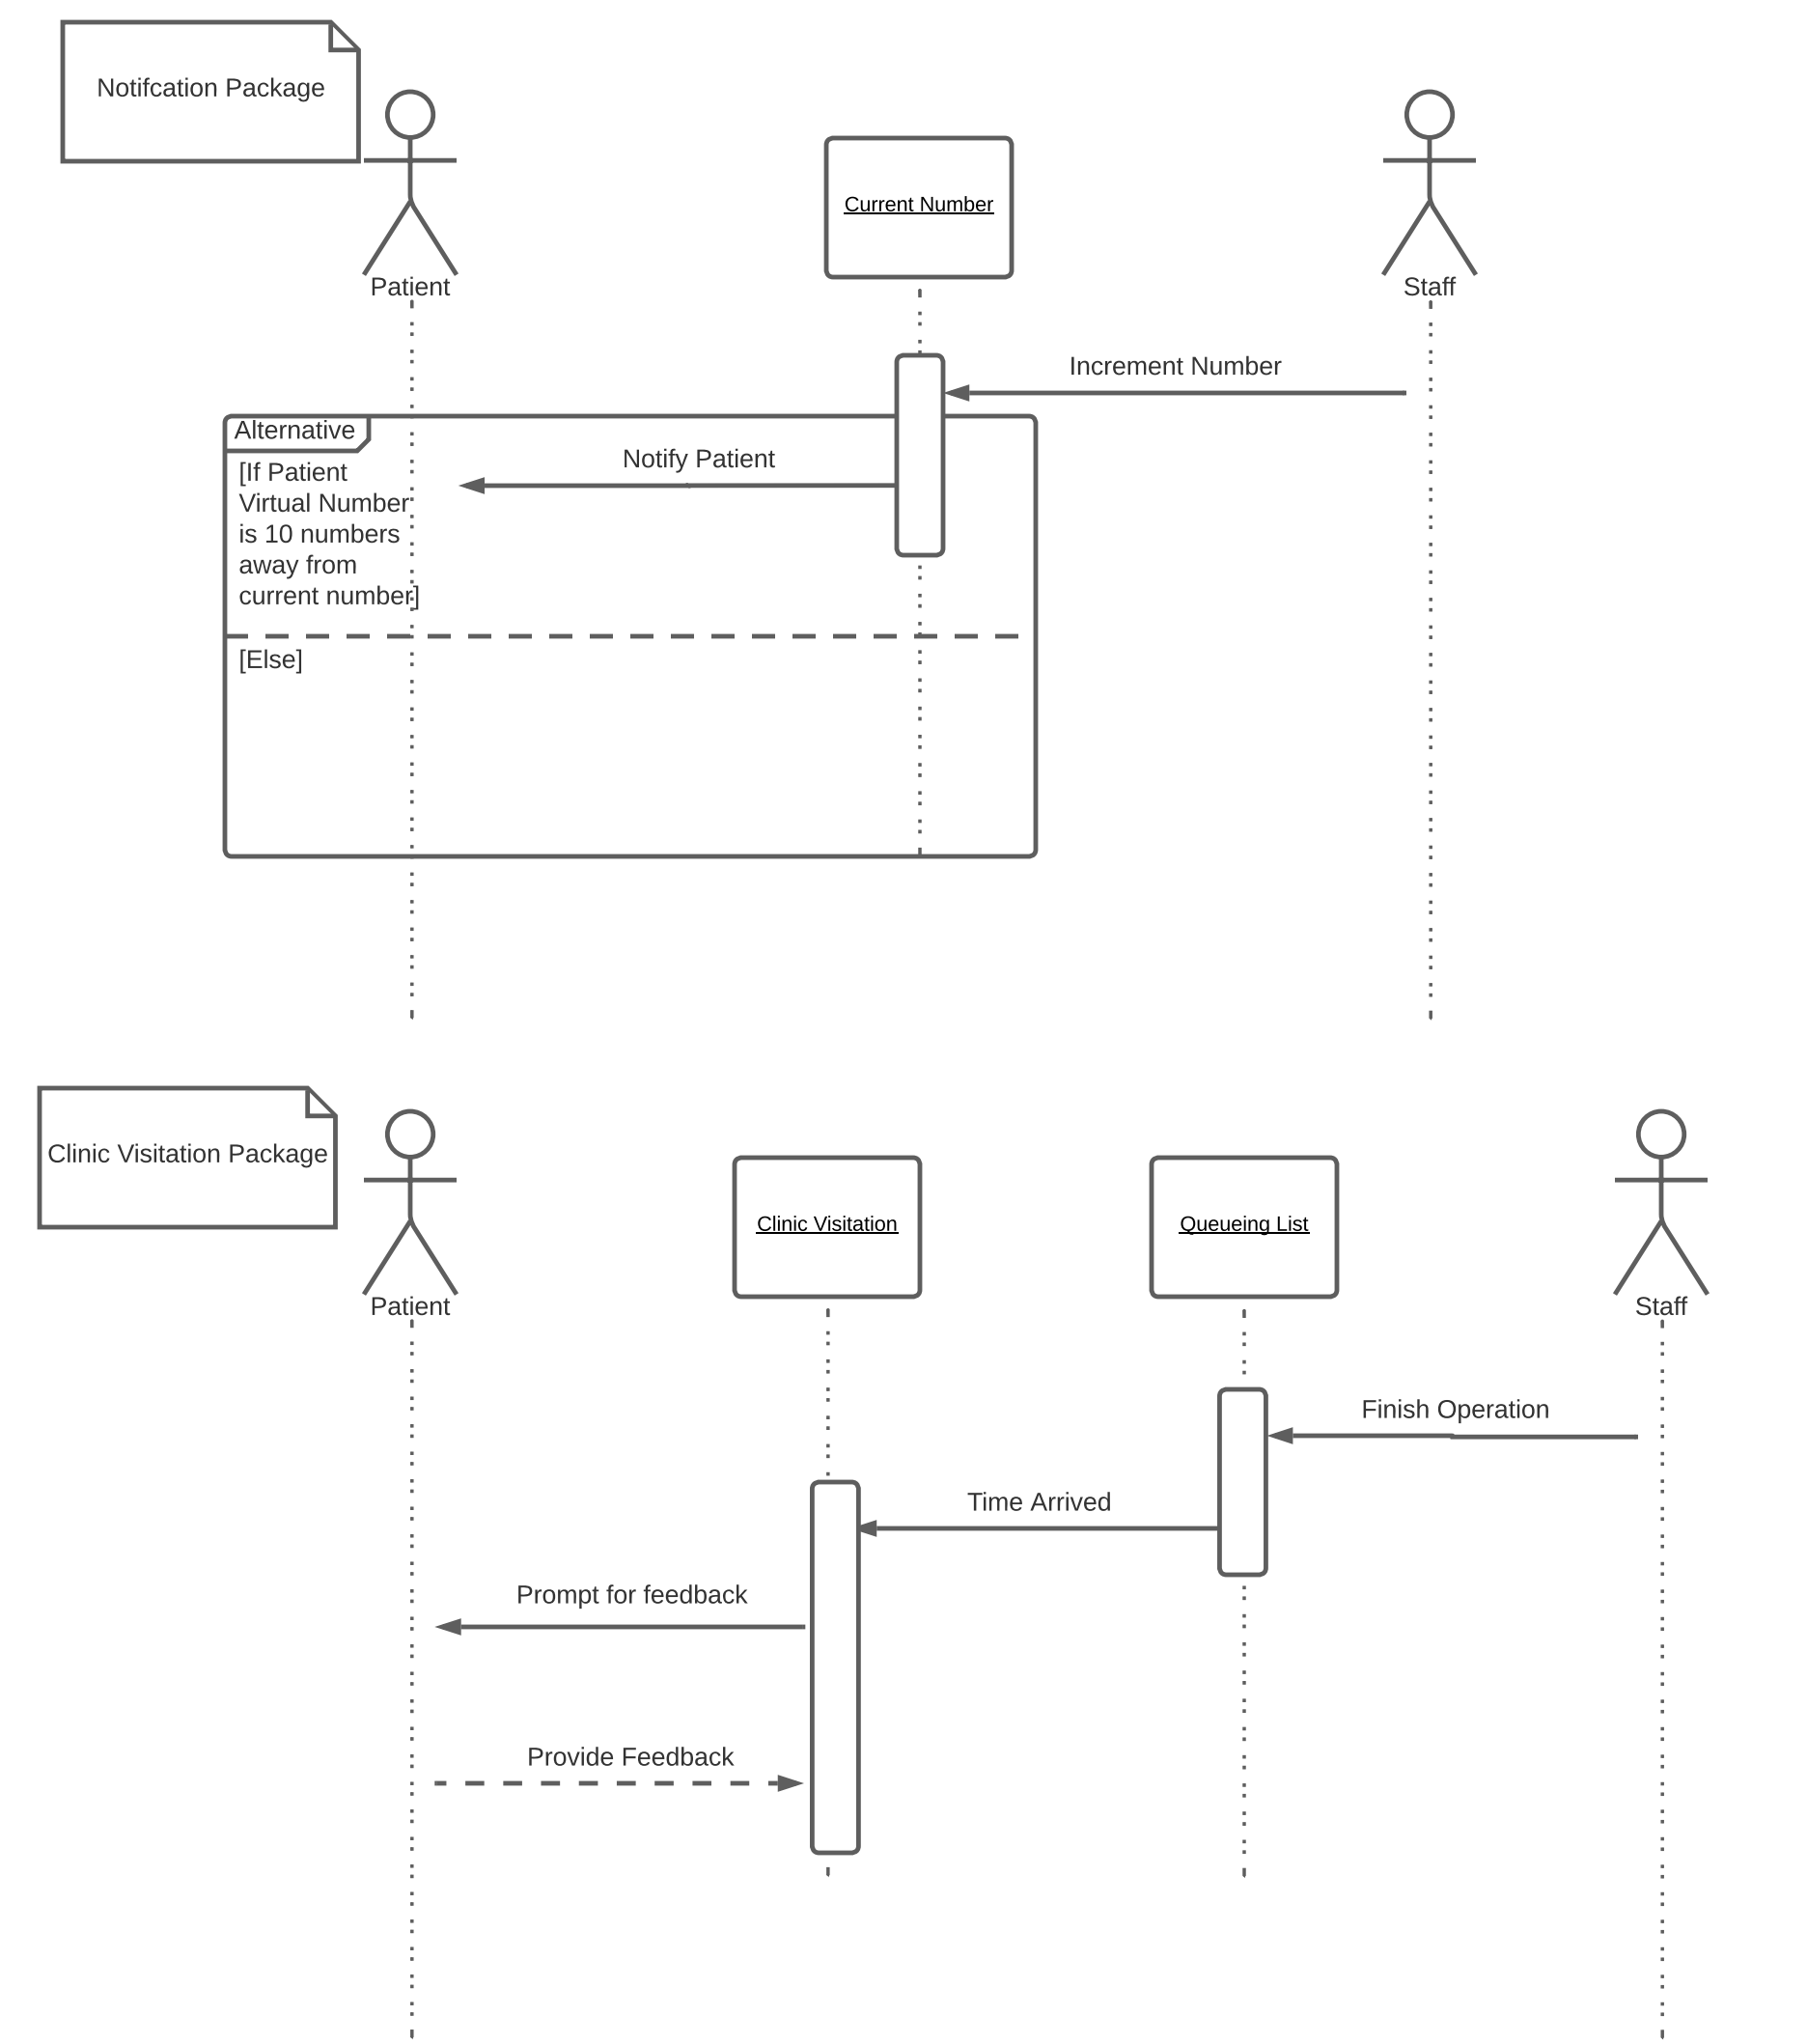 Notifcation Package
Patient
Current Number
Staff
Increment Number
Alternative
Notify Patient
[If Patient
Virtual Number
is 10 numbers
away from
current number]
[Else]
Clinic Visitation Package
Patient
Clinic Visitation
Queueing List
Staff
Finish Operation
Time Arrived
Prompt for feedback
Provide Feedback